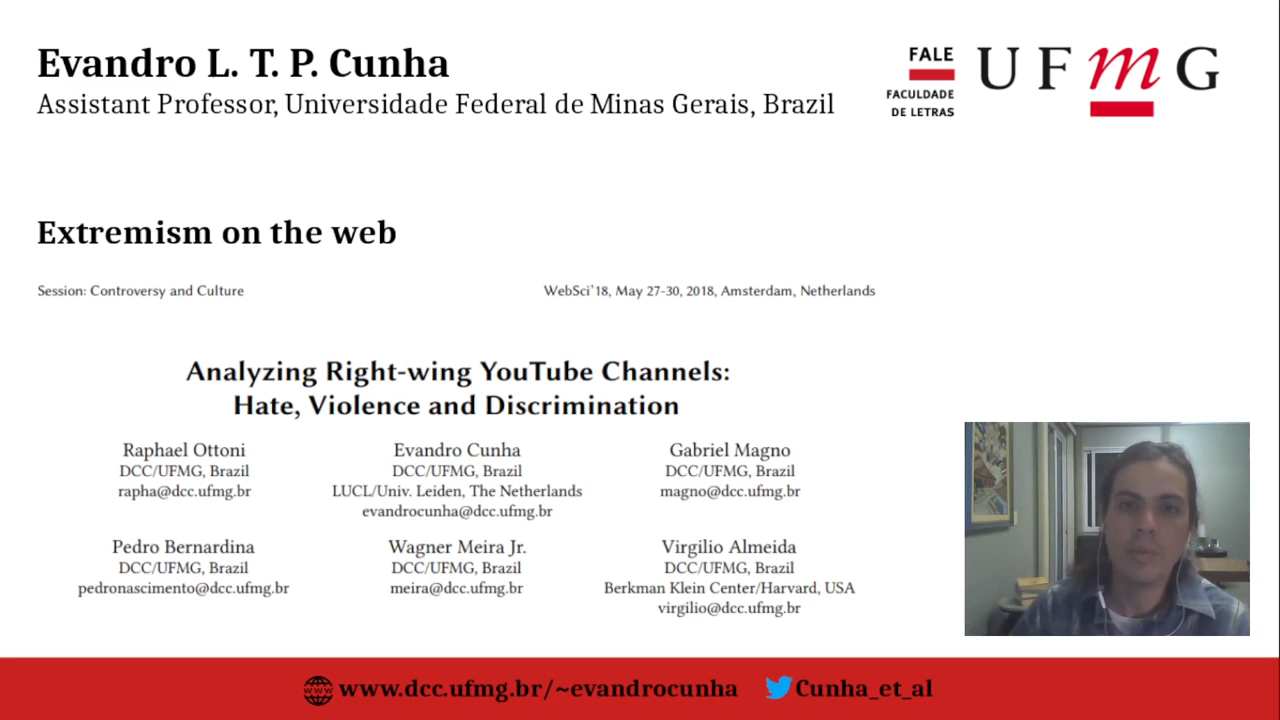 Evandro L. T. P. Cunha
Assistant Professor, Universidade Federal de Minas Gerais, Brazil
FALE
FACULDADE
DE LETRAS
UFmG
Extremism on the web
Session: Controversy and Culture
WebSci'18, May 27-30, 2018, Amsterdam, Netherlands
Analyzing Right-wing YouTube Channels:
Hate, Violence and Discrimination
Raphael Ottoni
DCC/UFMG, Brazil
rapha@dcc.ufmg.br
Evandro Cunha
DCC/UFMG, Brazil
LUCL/Univ. Leiden, The Netherlands
evandrocunha@dcc.ufmg.br
Gabriel Magno
DCC/UFMG, Brazil
magno@dcc.ufmg.br
Pedro Bernardina
DCC/UFMG, Brazil
pedronascimento@dcc.ufmg.br
Wagner Meira Jr.
DCC/UFMG, Brazil
meira@dcc.ufmg.br
Virgilio Almeida
DCC/UFMG, Brazil
Berkman Klein Center/Harvard, USA
virgilio@dcc.ufmg.br
www.dcc.ufmg.br/~evandrocunha
Cunha_et_al